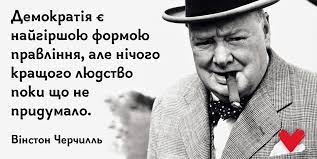 Демократія є
найгіршою формою
правління, але нічого
кращого людство
поки що не
придумало.
Вінстон Черчилль